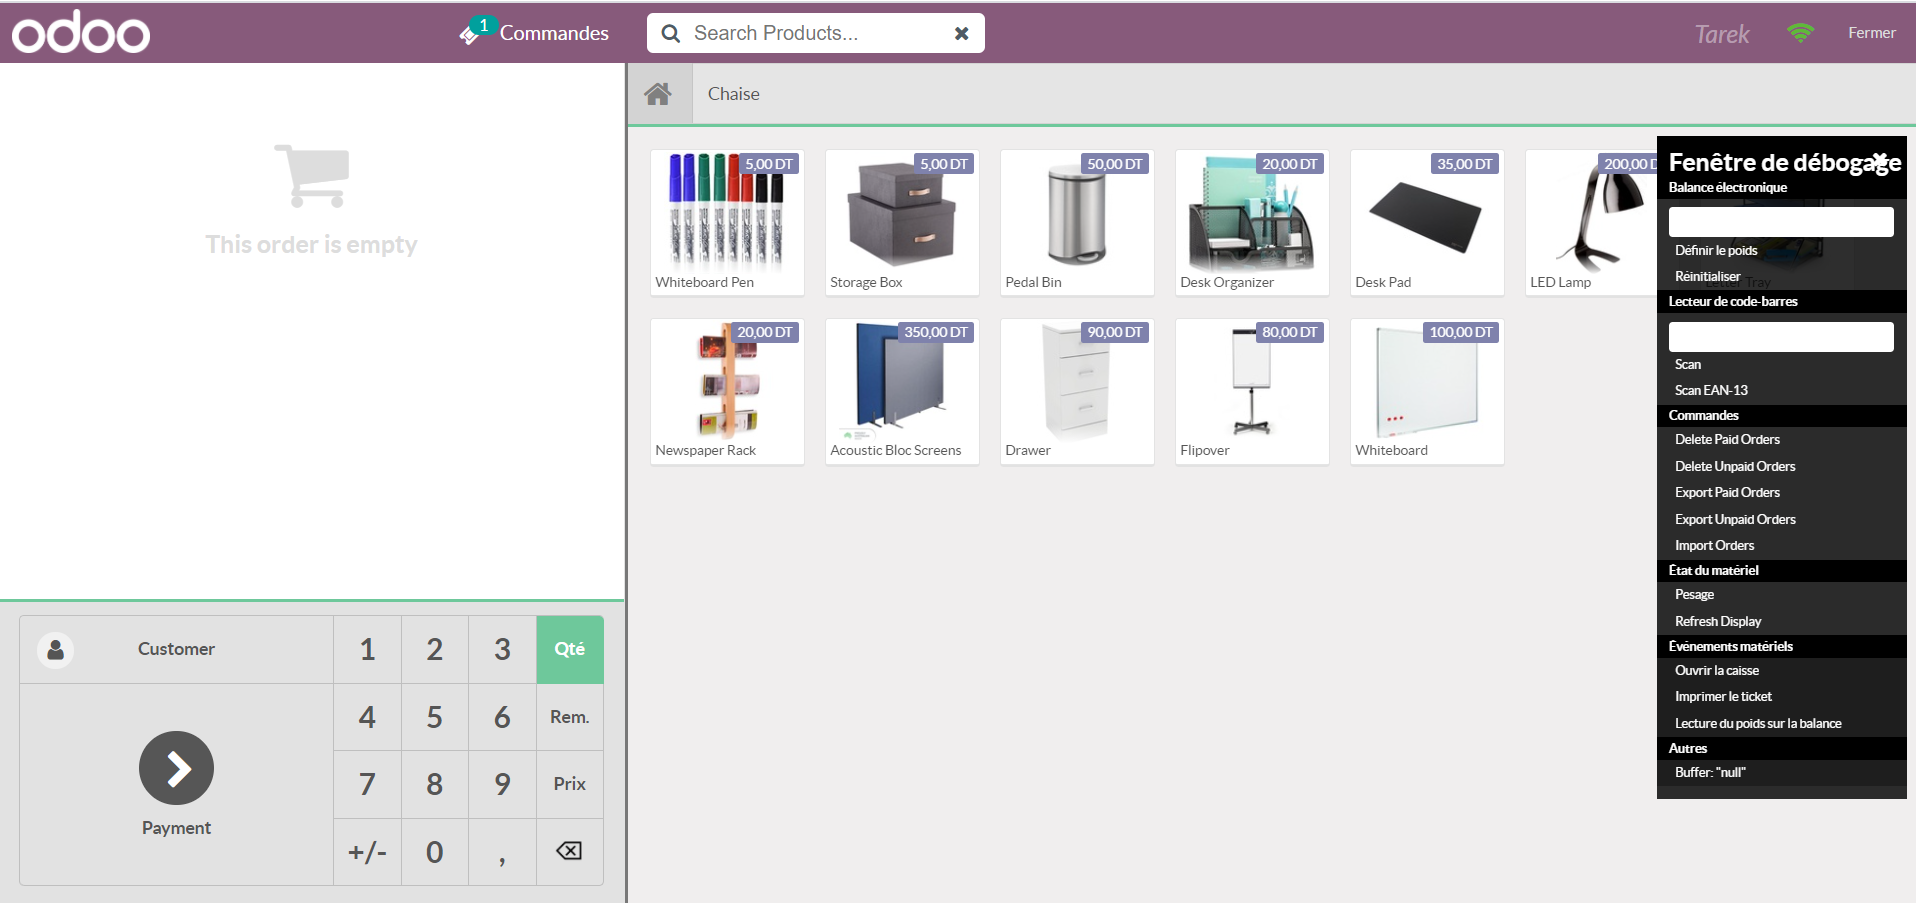 odoo
1
Commandes
Search Products...
Tarek
Fermer
Chaise
This order is empty
5,00 DT
Whiteboard Pen
5,00 DT
Storage Box
50,00 DT
Pedal Bin
20,00 DT
Desk Organizer
35,00 DT
Desk Pad
200,00 D
LED Lamp
Letter Tray
20,00 DT
Newspaper Rack
350,00 DT
Acoustic Bloc Screens
90,00 DT
Drawer
80,00 DT
Flipover
100,00 DT
Whiteboard
Fenêtre de débogage
Balance électronique
Définir le poids
Réinitialiser
Lecteur de code-barres
Scan
Scan EAN-13
Commandes
Delete Paid Orders
Delete Unpaid Orders
Export Paid Orders
Export Unpaid Orders
Import Orders
État du matériel
Pesage
Refresh Display
Évènements matériels
Ouvrir la caisse
Imprimer le ticket
Lecture du poids sur la balance
Autres
Buffer: "null"
Customer
1 2 3 Qté
4 5 6 Rem.
7 8 9 Prix
Payment
+/- 0 ,